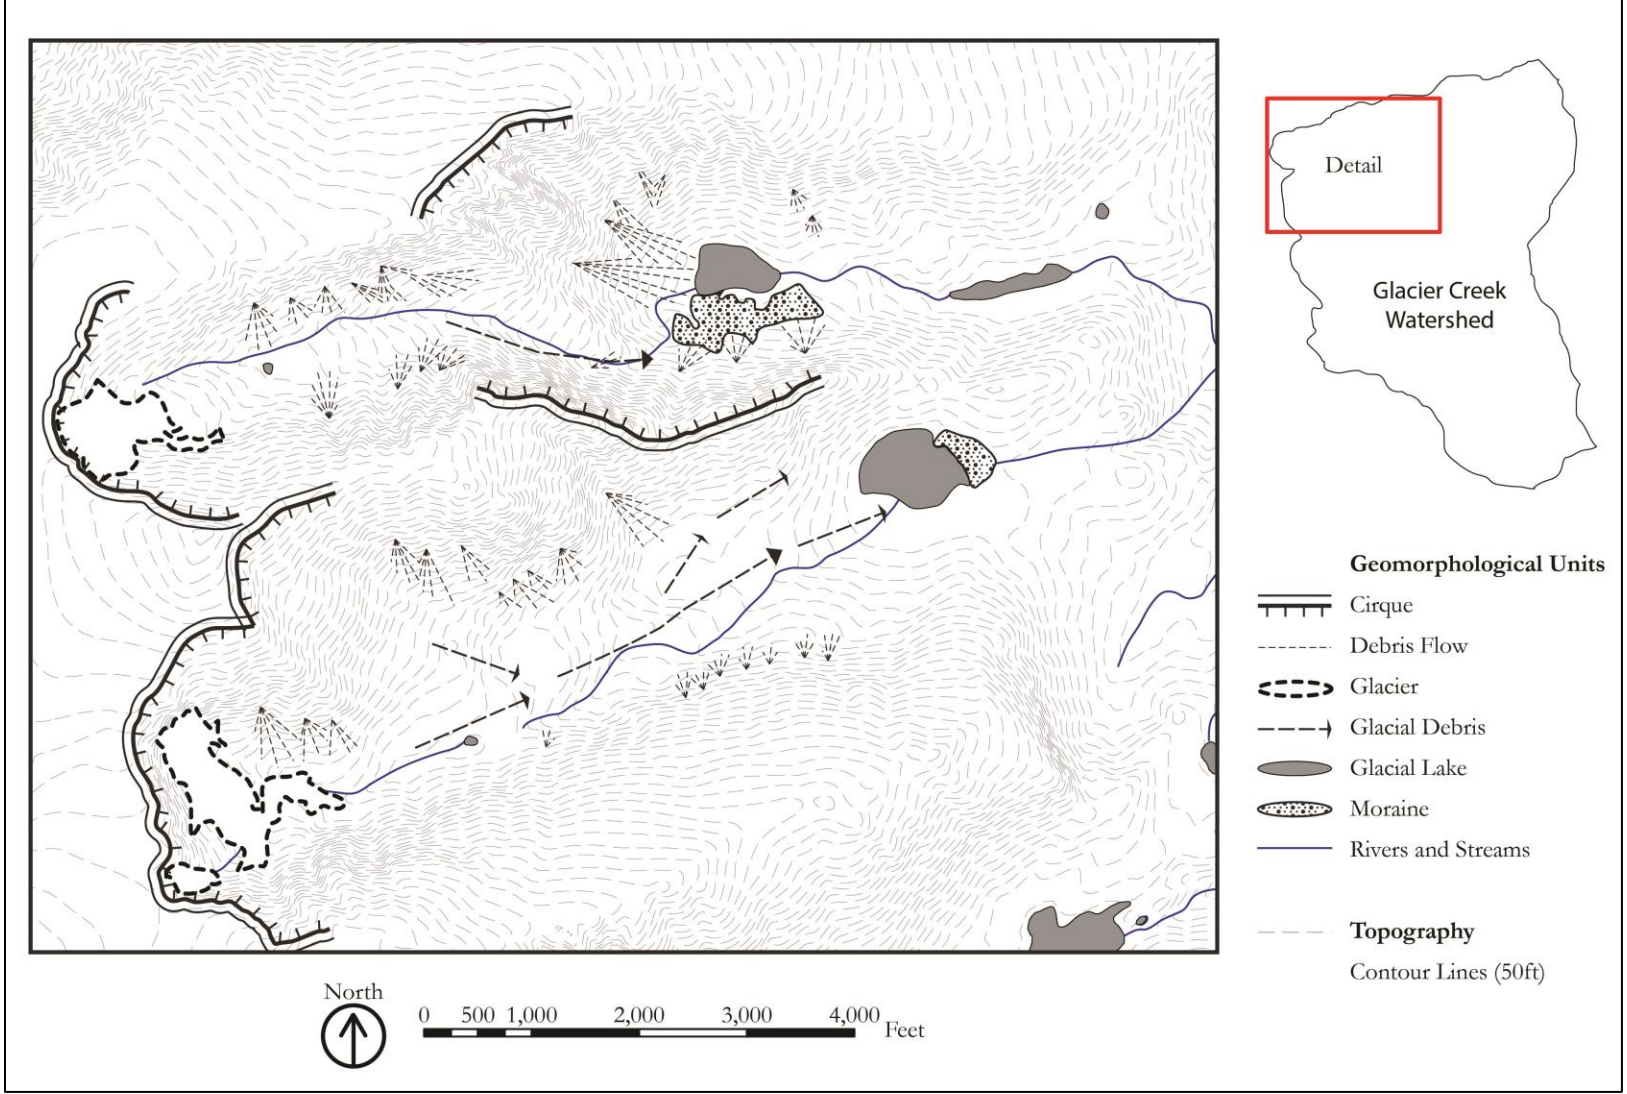 Detail
Glacier Creek
Watershed
Geomorphological Units
Cirque
Debris Flow
Glacier
Glacial Debris
Glacial Lake
Moraine
Rivers and Streams
Topography
Contour Lines (50ft)
North
0 500 1,000 2,000 3,000 4,000 Feet